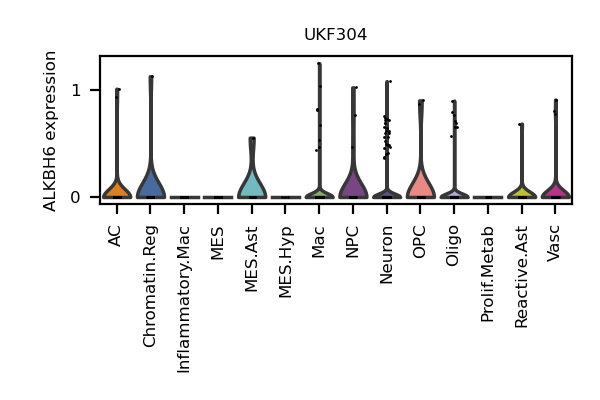 UKF304
ALKBH6 expression
1
0
AC
Chromatin.Reg
Inflammatory.Mac
MES
MES.Ast
MES.Hyp
Mac
NPC
Neuron
OPC
Oligo
Prolif.Metab
Reactive.Ast
Vasc